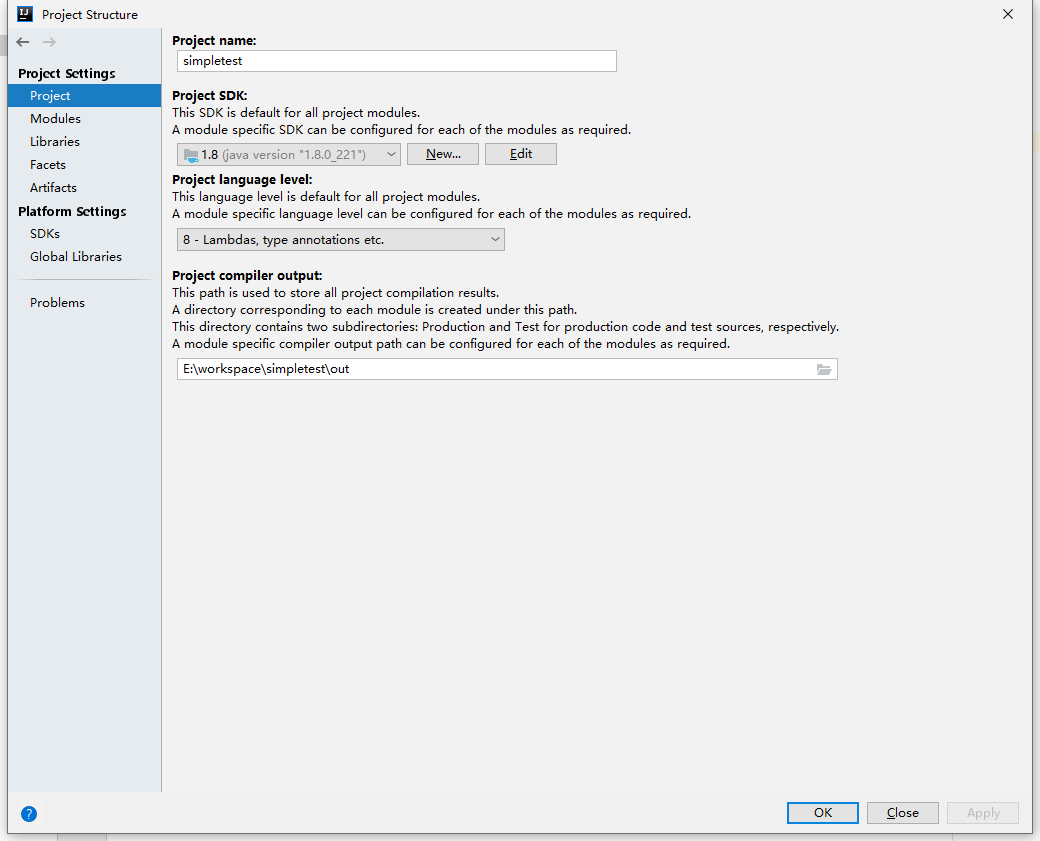 IJ Project Structure
Project Settings
Project
Modules
Libraries
Facets
Artifacts
Platform Settings
SDKs
Global Libraries
Problems
Project name:
simpletest
Project SDK:
This SDK is default for all project modules.
A module specific SDK can be configured for each of the modules as required.
1.8 (java version "1.8.0_221") New... Edit
Project language level:
This language level is default for all project modules.
A module specific language level can be configured for each of the modules as required.
8 - Lambdas, type annotations etc.
Project compiler output:
This path is used to store all project compilation results.
A directory corresponding to each module is created under this path.
This directory contains two subdirectories: Production and Test for production code and test sources, respectively.
A module specific compiler output path can be configured for each of the modules as required.
E:\workspace\simpletest\out
? OK Close Apply